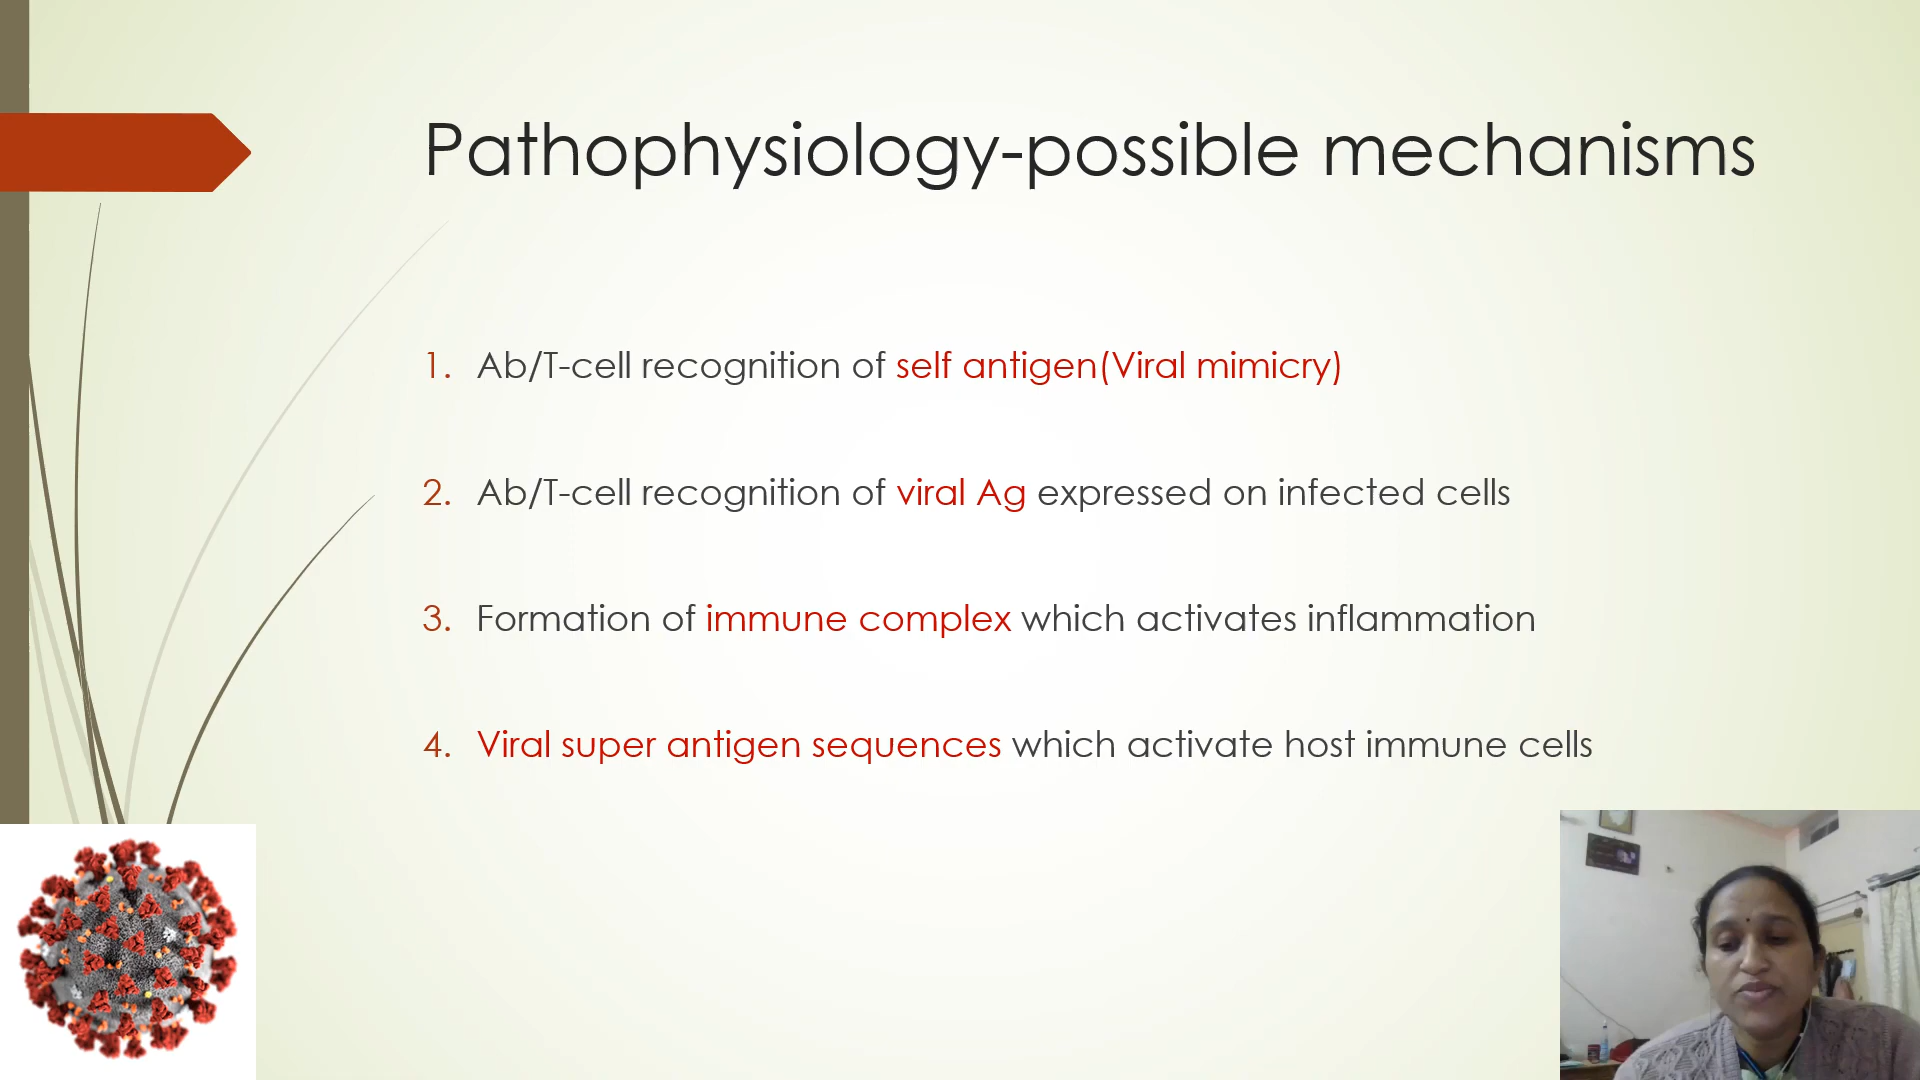 Pathophysiology-possible mechanisms
1. Ab/T-cell recognition of self antigen(Viral mimicry)
2. Ab/T-cell recognition of viral Ag expressed on infected cells
3. Formation of immune complex which activates inflammation
4. Viral super antigen sequences which activate host immune cells